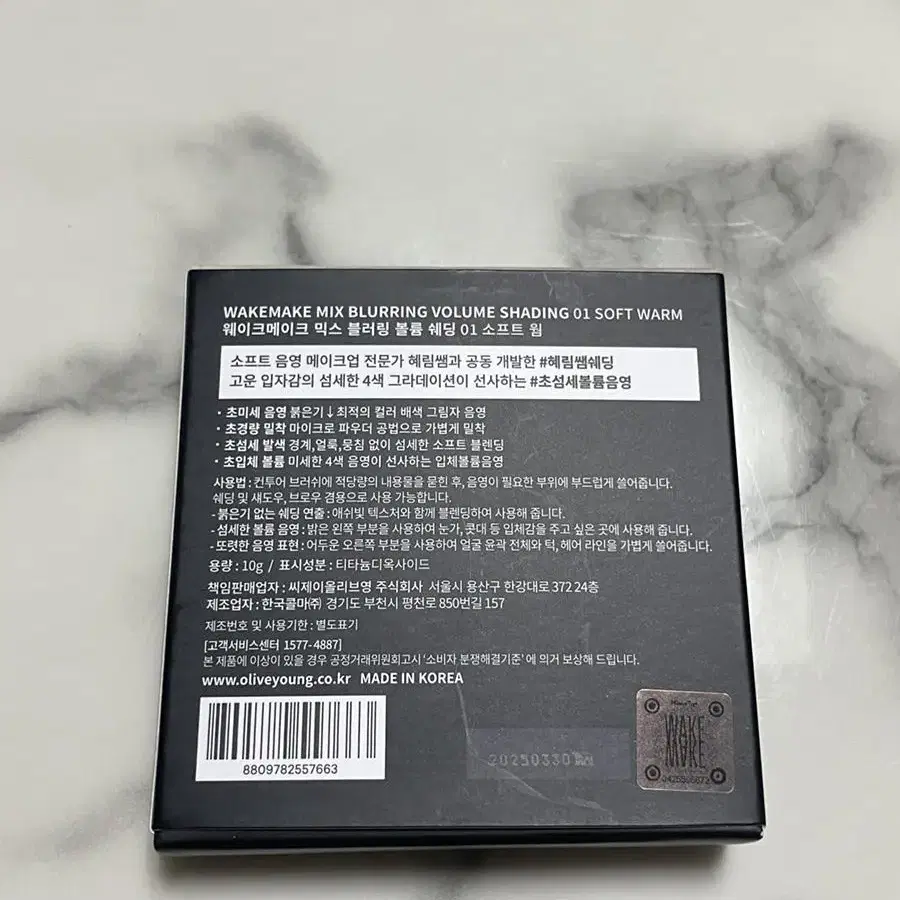 WAKEMAKE MIX BLURRING VOLUME SHADING 01 SOFT WARM
웨이크메이크 믹스 블러링 볼륨 쉐딩 01 소프트 웜
소프트 음영 메이크업 전문가 혜림쌤과 공동 개발한 #혜림쌤쉐딩
고운 입자감의 섬세한 4색 그라데이션이 선사하는 #초섬세볼륨음영
• 초미세 음영 붉은기↓최적의 컬러 배색 그림자 음영
• 초경량 밀착 마이크로 파우더 공법으로 가볍게 밀착
• 초섬세 발색 경계,얼룩,뭉침 없이 섬세한 소프트 블렌딩
• 초입체 볼륨 미세한 4색 음영이 선사하는 입체볼륨음영
사용법 : 컨투어 브러쉬에 적당량의 내용물을 묻힌 후, 음영이 필요한 부위에 부드럽게 쓸어줍니다.
쉐딩 및 섀도우, 브로우 겸용으로 사용 가능합니다.
- 붉은기 없는 쉐딩 연출 : 애쉬빛 텍스처와 함께 블렌딩하여 사용해 줍니다.
- 섬세한 볼륨 음영 : 밝은 왼쪽 부분을 사용하여 눈가, 콧대 등 입체감을 주고 싶은 곳에 사용해 줍니다.
- 또렷한 음영 표현 : 어두운 오른쪽 부분을 사용하여 얼굴 윤곽 전체와 턱, 헤어 라인을 가볍게 쓸어줍니다.
용량 : 10g / 표시성분 : 티타늄디옥사이드
책임판매업자 : 씨제이올리브영 주식회사 서울시 용산구 한강대로 372 24층
제조업자 : 한국콜마㈜ 경기도 부천시 평천로 850번길 157
제조번호 및 사용기한 : 별도표기
[고객서비스센터 1577-4887]
본 제품에 이상이 있을 경우 공정거래위원회고시 '소비자 분쟁해결기준' 에 의거 보상해 드립니다.
www.oliveyoung.co.kr MADE IN KOREA
8809782557663
20250330
WAKE